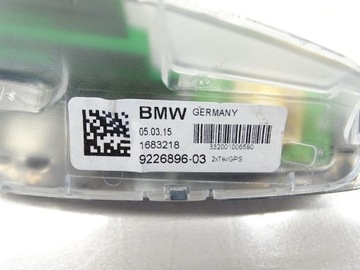 BMW GERMANY
05.03.15
1683218 332001006590
9226896-03 2xTel/GPS